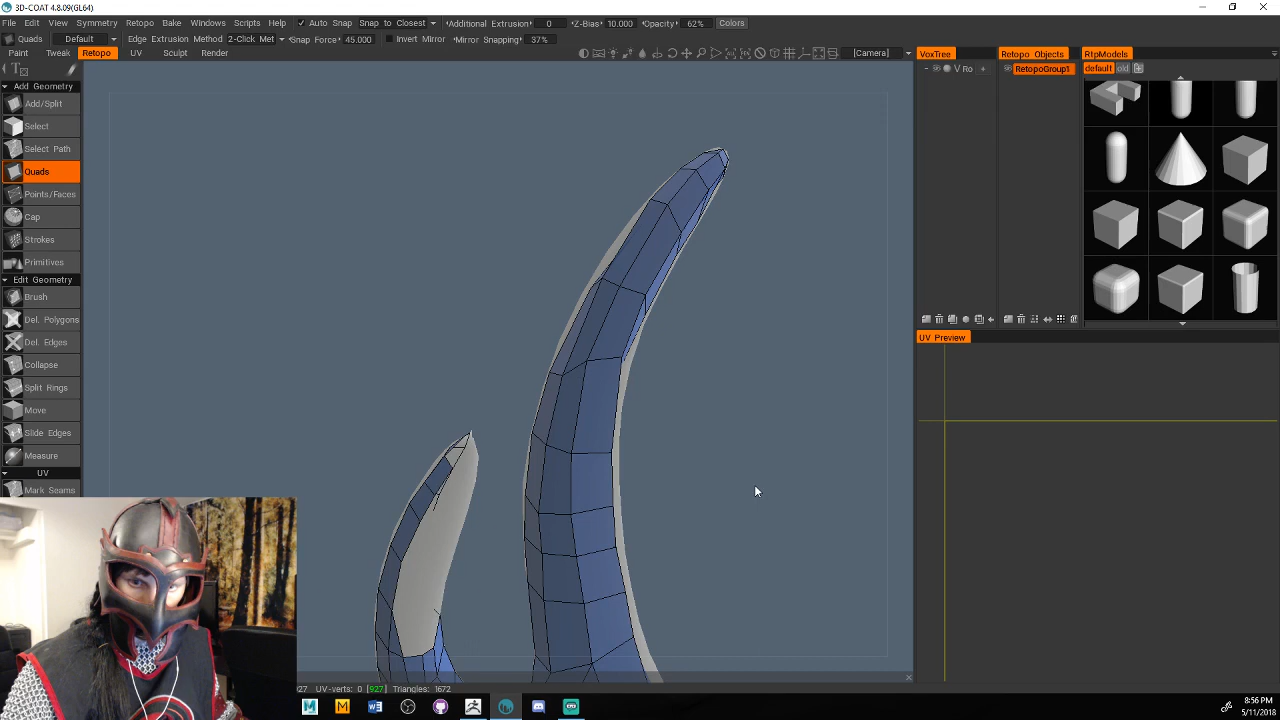 3D-COAT 4.8.09(GL64)
File Edit View Symmetry Retopo Bake Windows Scripts Help Auto Snap Snap to Closest Additional Extrusion 0 Z-Bias 10.000 Opacity 62% Colors
Quads Default Edge Extrusion Method 2-Click Met Snap Force 45.000 Invert Mirror Mirror Snapping 37%
Paint Tweak Retopo UV Sculpt Render [Camera] VoxTree Retopo Objects RtpModels
V Ro + RetopoGroup1 default old
Add Geometry
Add/Split
Select
Select Path
Quads
Points/Faces
Cap
Strokes
Primitives
Edit Geometry
Brush
Del. Polygons
Del. Edges
Collapse
Split Rings
Move
Slide Edges
Measure
UV
Mark Seams
UV Preview
927 UV-verts: 0 [927] Triangles: 1672
8:56 PM
5/11/2018